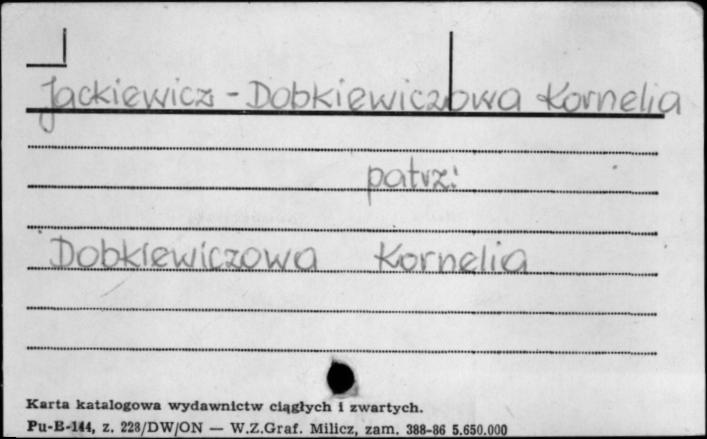 Jackiewicz - Dobkiewiczowa Kornelia
patrz:
Dobkiewiczowa Kornelia
Karta katalogowa wydawnictw ciągłych i zwartych.
Pu-B-144, z. 228/DW/ON — W.Z.Graf. Milicz, zam. 388-86 5.650.000